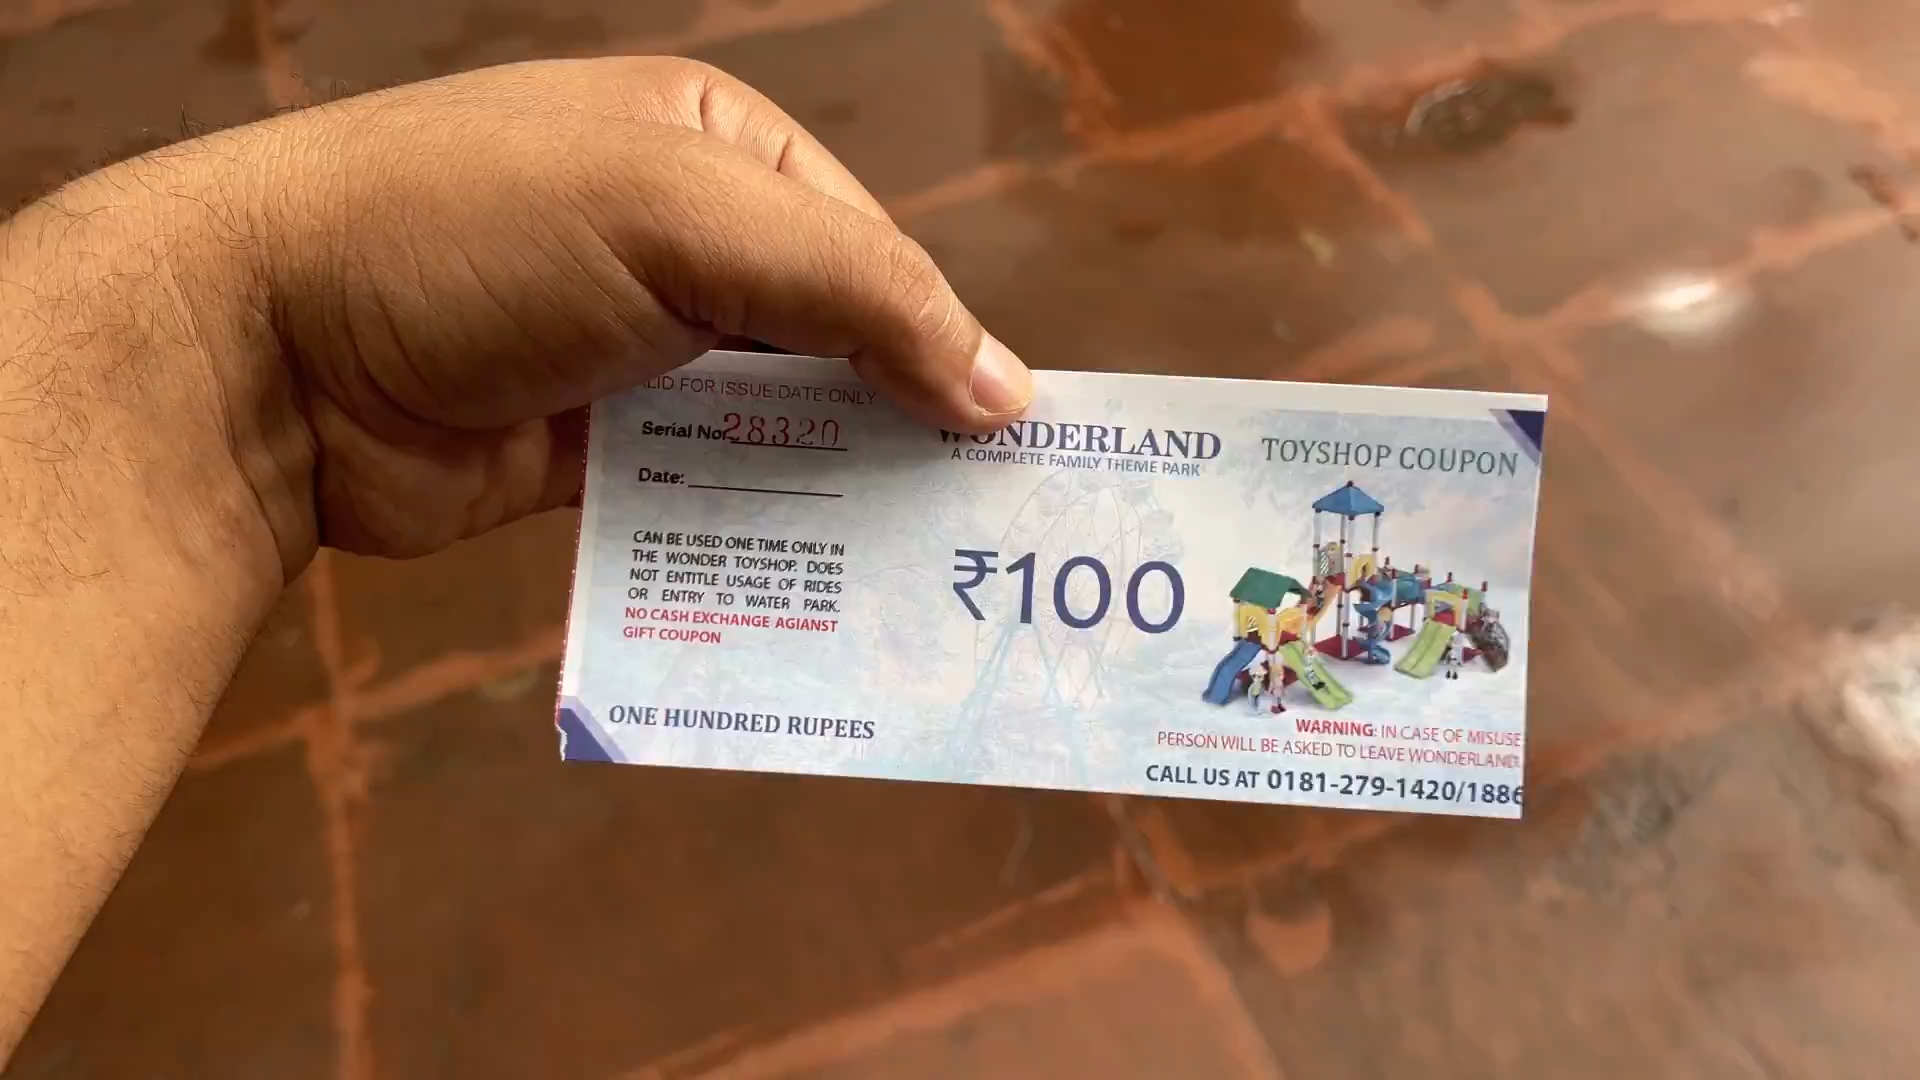 VALID FOR ISSUE DATE ONLY
Serial No. 28320
Date:
CAN BE USED ONE TIME ONLY IN
THE WONDER TOYSHOP. DOES
NOT ENTITLE USAGE OF RIDES
OR ENTRY TO WATER PARK.
NO CASH EXCHANGE AGIANST
GIFT COUPON
ONE HUNDRED RUPEES
WONDERLAND
A COMPLETE FAMILY THEME PARK
₹100
TOYSHOP COUPON
WARNING: IN CASE OF MISUSE
PERSON WILL BE ASKED TO LEAVE WONDERLAND.
CALL US AT 0181-279-1420/1886